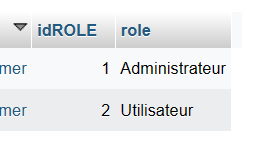 idROLE role
mer 1 Administrateur
mer 2 Utilisateur